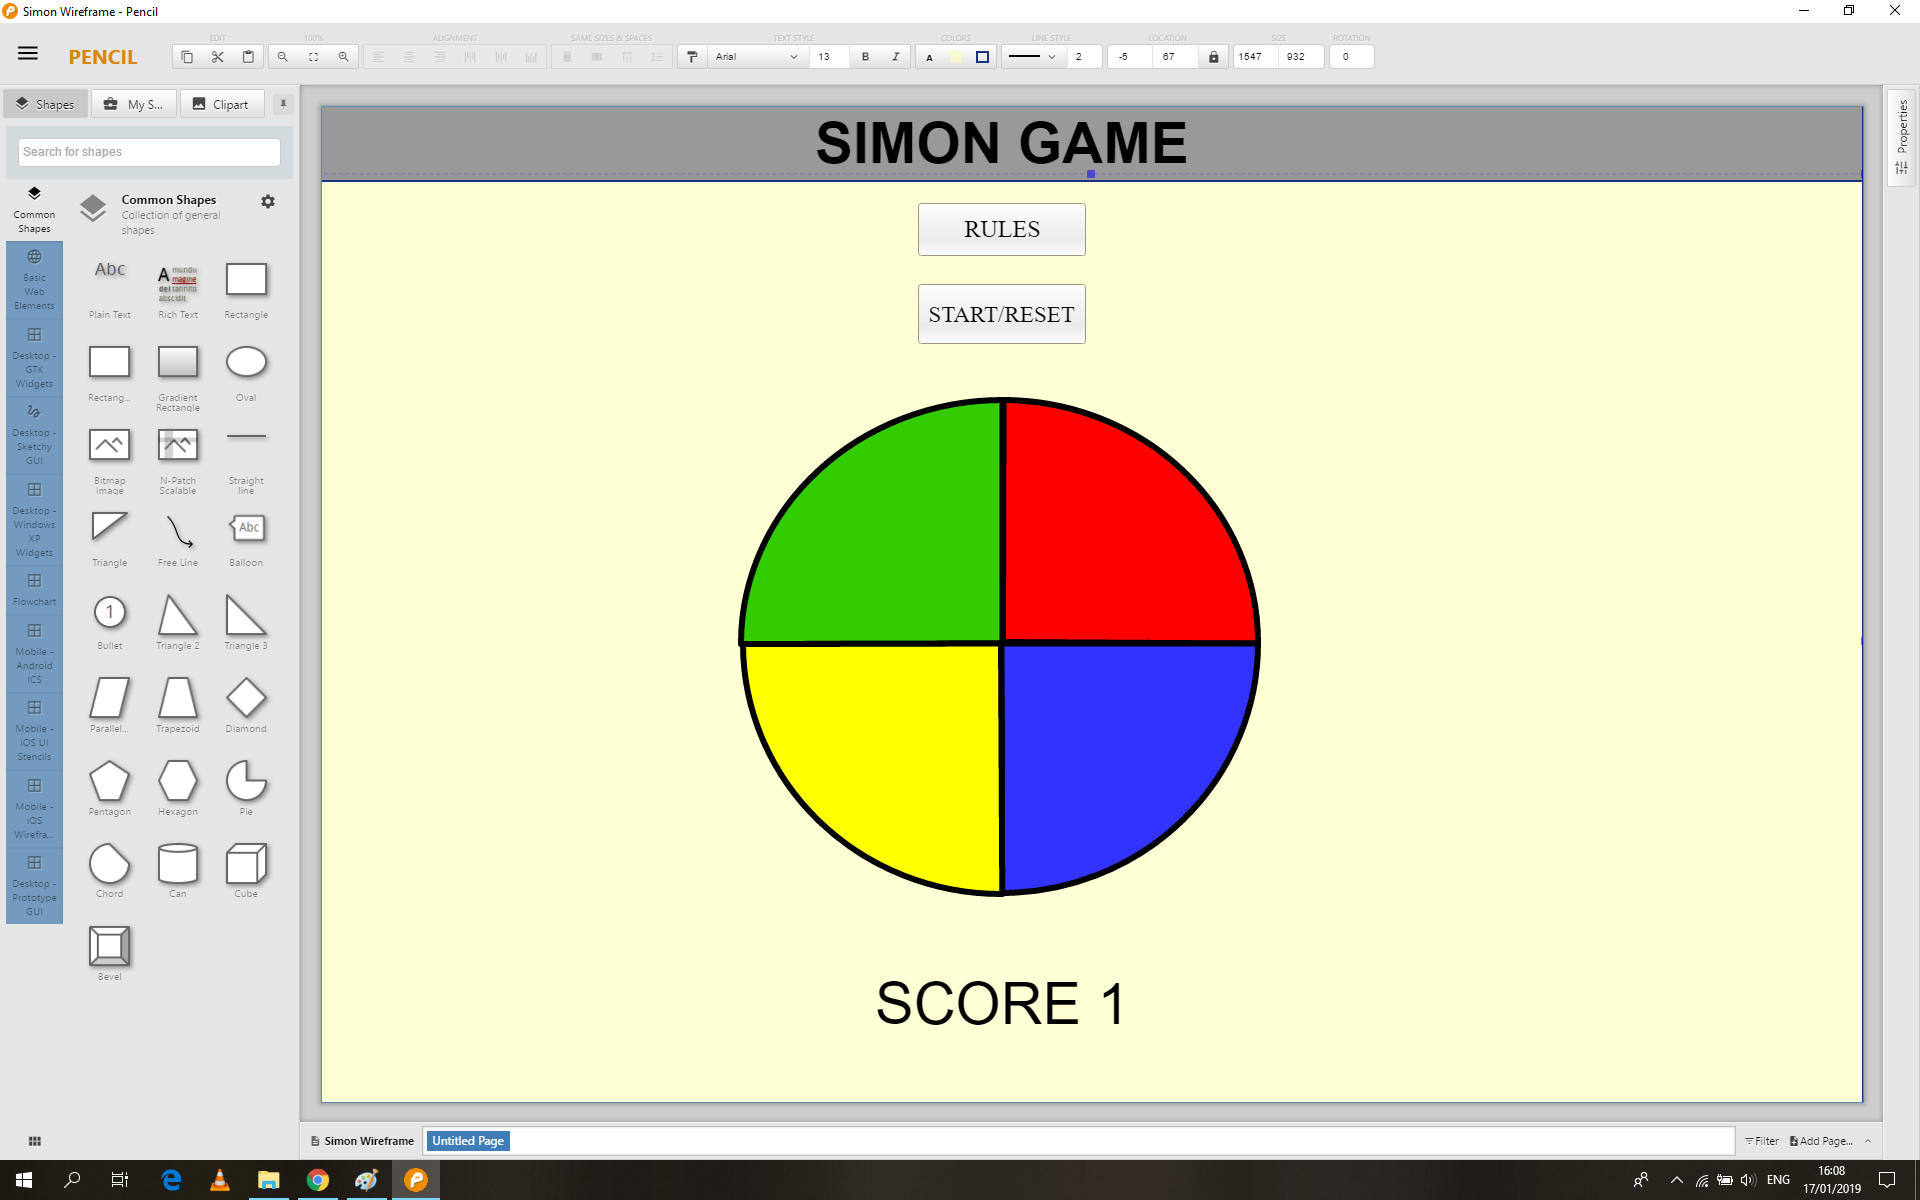 Simon Wireframe - Pencil
EDIT
100%
ALIGNMENT
SAME SIZES & SPACES
TEXT STYLE
COLORS
LINE STYLE
LOCATION
SIZE
ROTATION
PENCIL
Arial
13
B
I
A
2
-5
67
1547
932
0
Shapes
My S...
Clipart
Search for shapes
Common
Shapes
Basic
Web
Elements
Desktop -
GTK
Widgets
Desktop -
Sketchy
GUI
Desktop -
Windows
XP
Widgets
Flowchart
Mobile -
Android
ICS
Mobile -
iOS UI
Stencils
Mobile -
iOS
Wirefra...
Desktop -
Prototype
GUI
Common Shapes
Collection of general
shapes
Abc
A mundu
magine
del tannito
abscidit
Plain Text
Rich Text
Rectangle
Rectang...
Gradient
Rectangle
Oval
Bitmap
Image
N-Patch
Scalable
Straight
line
Abc
Triangle
Free Line
Balloon
1
Bullet
Triangle 2
Triangle 3
Parallel...
Trapezoid
Diamond
Pentagon
Hexagon
Pie
Chord
Can
Cube
Bevel
SIMON GAME
RULES
START/RESET
SCORE 1
Properties
Simon Wireframe
Untitled Page
Filter
Add Page...
ENG
16:08
17/01/2019